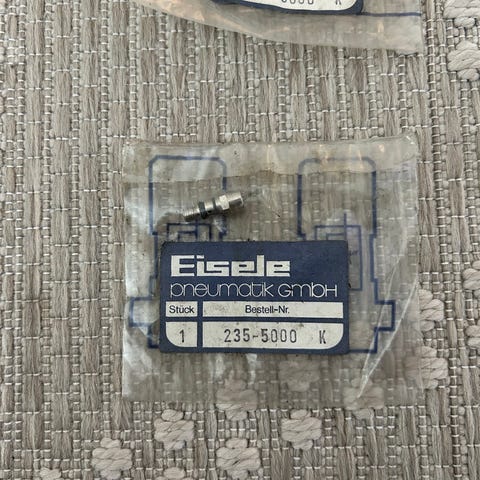 K
Eisele
pneumatik GmbH
Stück Bestell-Nr.
1 235-5000 K